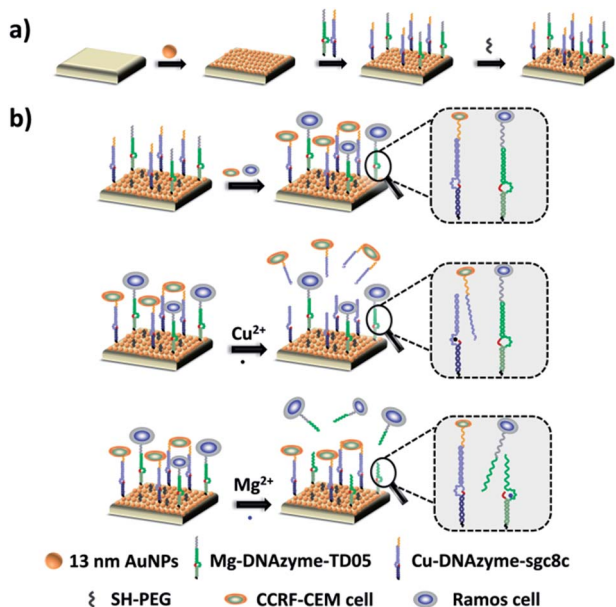 a)
b)
Cu²⁺
Mg²⁺
13 nm AuNPs Mg-DNAzyme-TD05 Cu-DNAzyme-sgc8c
SH-PEG CCRF-CEM cell Ramos cell